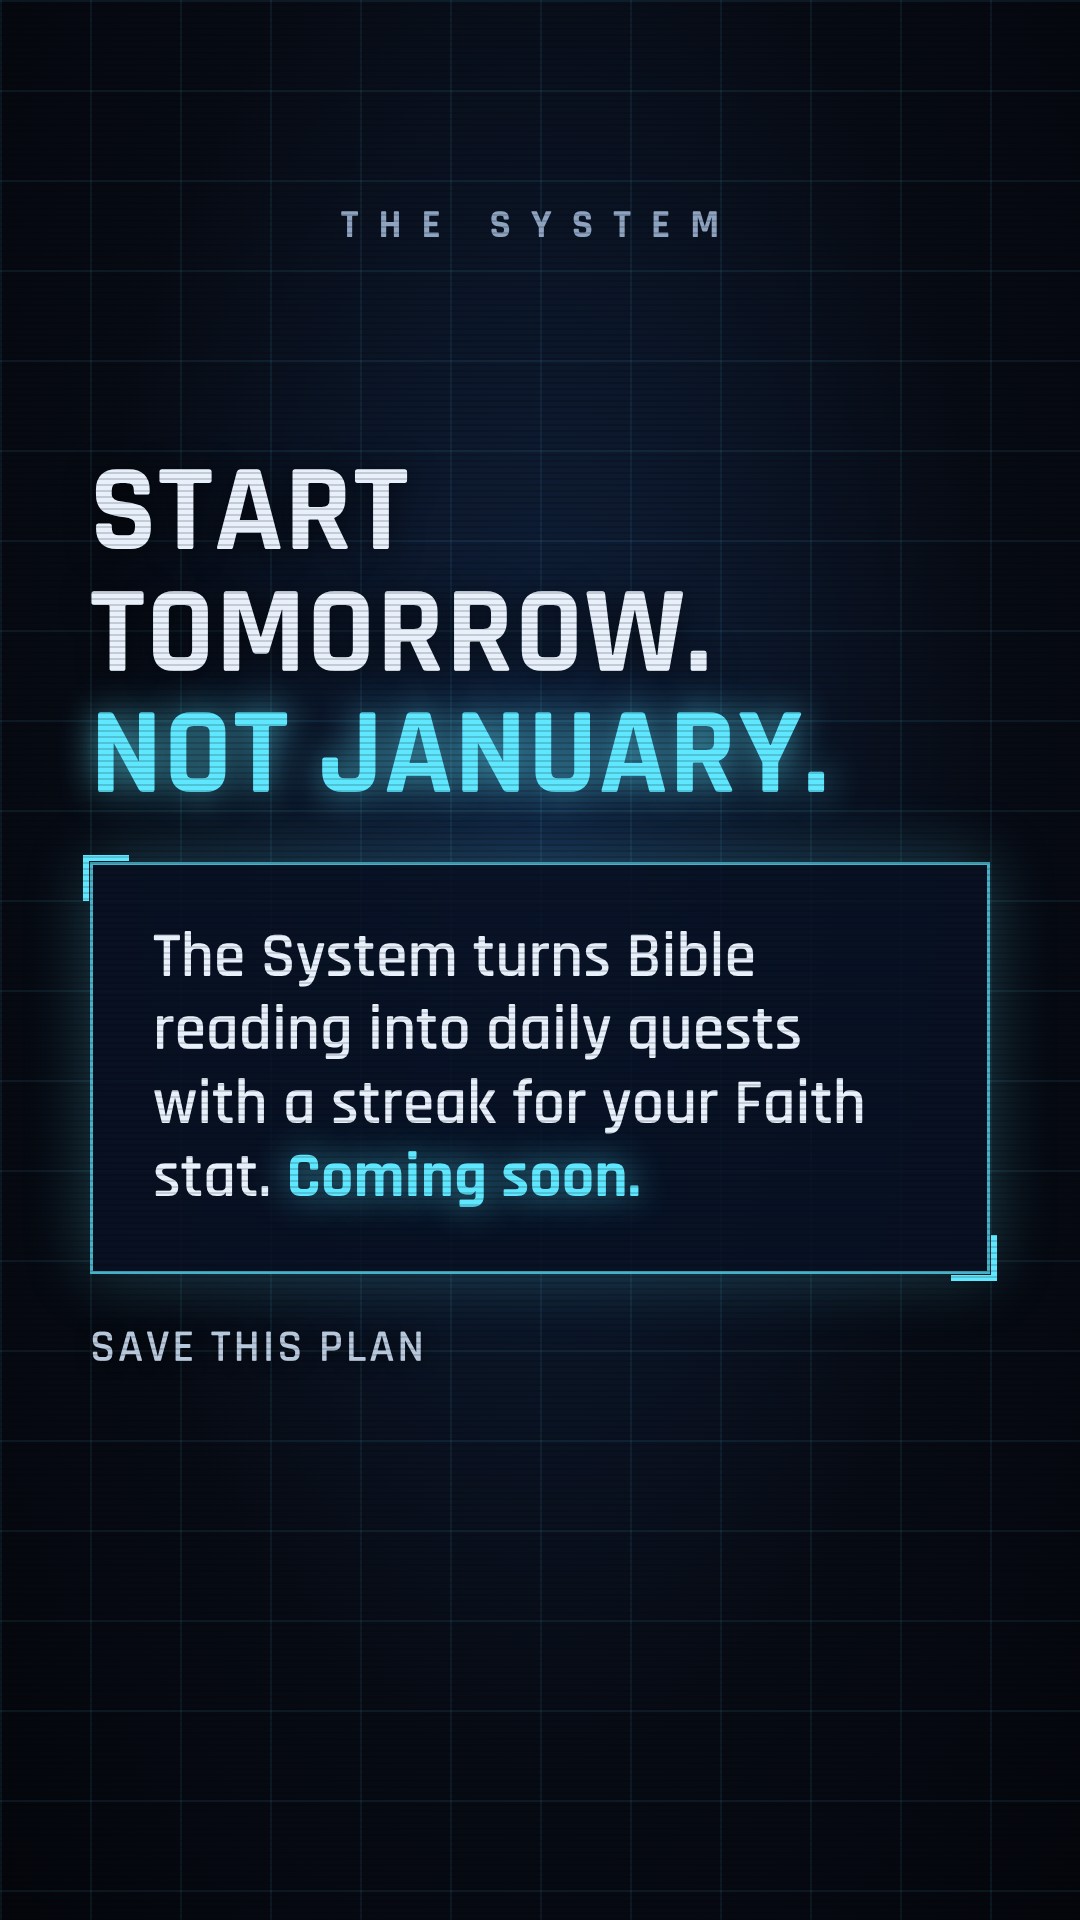 THE SYSTEM
START
TOMORROW.
NOT JANUARY.
The System turns Bible
reading into daily quests
with a streak for your Faith
stat. Coming soon.
SAVE THIS PLAN